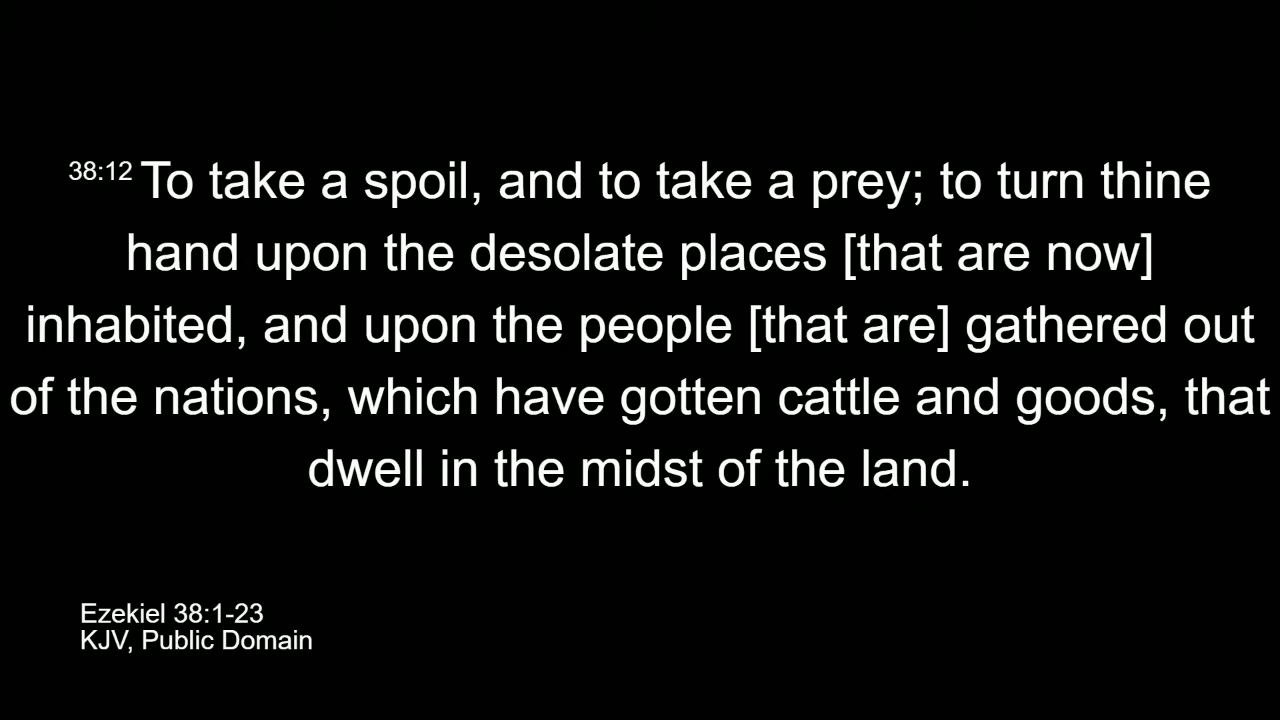 38:12 To take a spoil, and to take a prey; to turn thine
hand upon the desolate places [that are now]
inhabited, and upon the people [that are] gathered out
of the nations, which have gotten cattle and goods, that
dwell in the midst of the land.
Ezekiel 38:1-23
KJV, Public Domain